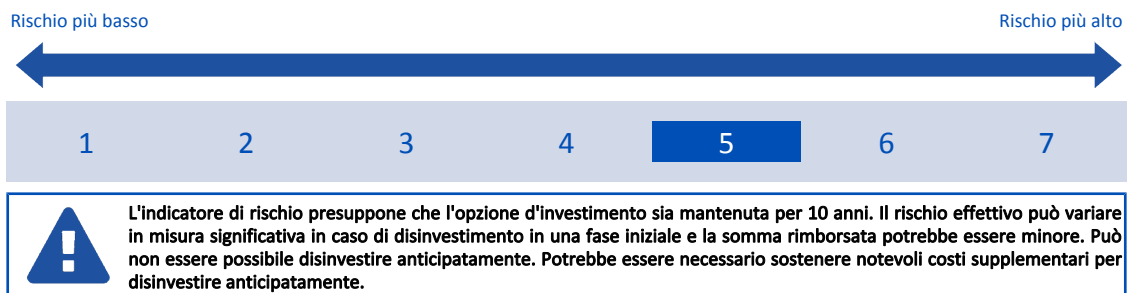 Rischio più basso Rischio più alto
1 2 3 4 5 6 7
L'indicatore di rischio presuppone che l'opzione d'investimento sia mantenuta per 10 anni. Il rischio effettivo può variare
in misura significativa in caso di disinvestimento in una fase iniziale e la somma rimborsata potrebbe essere minore. Può
non essere possibile disinvestire anticipatamente. Potrebbe essere necessario sostenere notevoli costi supplementari per
disinvestire anticipatamente.